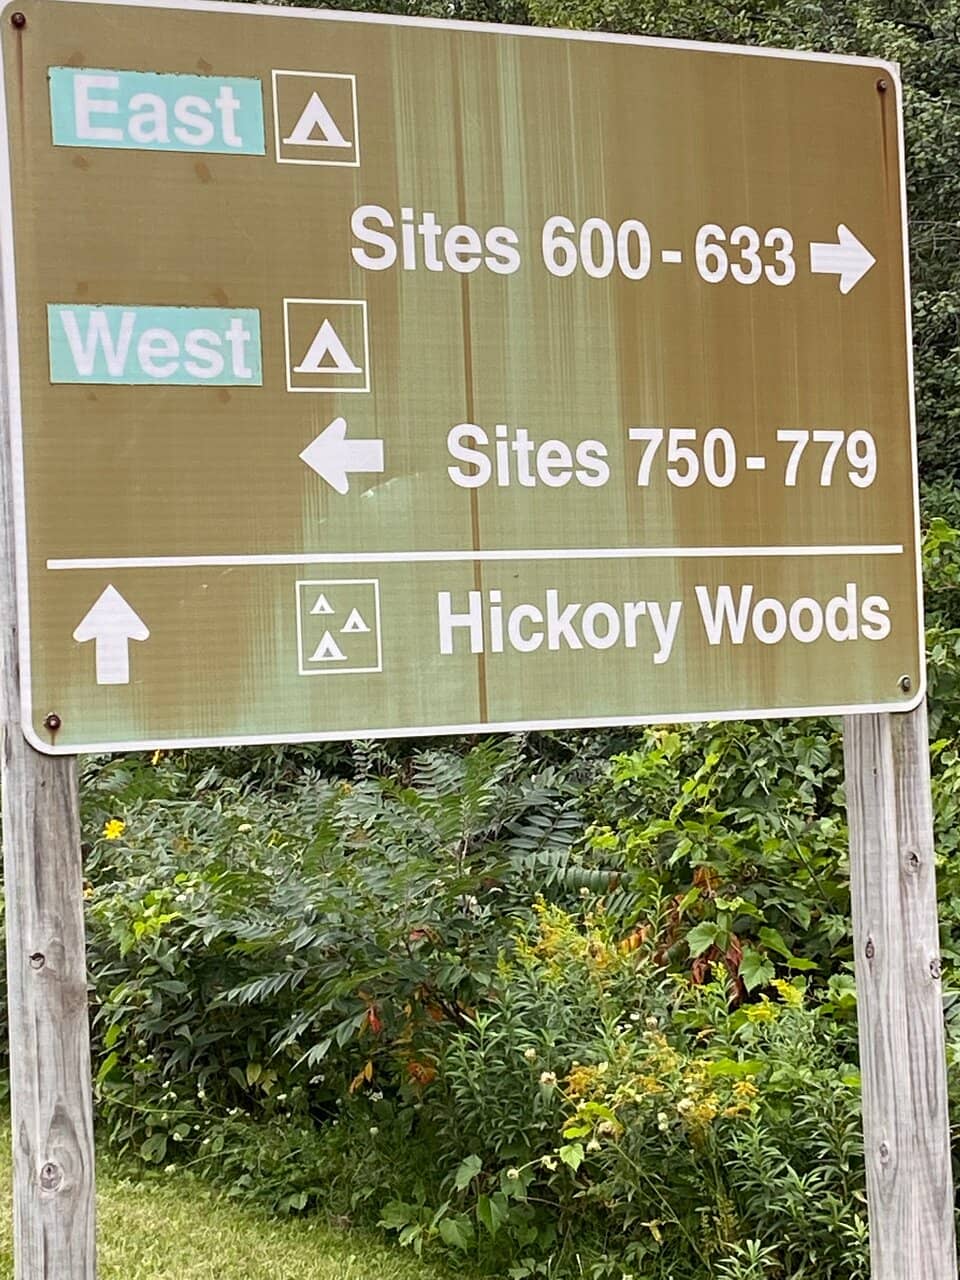 East
Sites 600 - 633
West
Sites 750 - 779
Hickory Woods